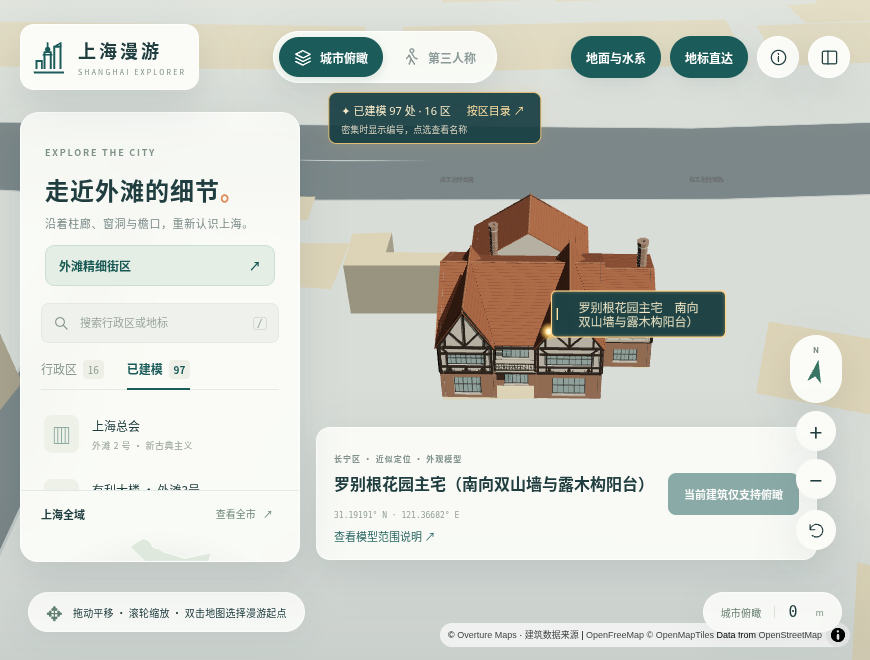 上海漫游
SHANGHAI EXPLORER
城市俯瞰
第三人称
地面与水系
地标直达
✦ 已建模 97 处 · 16 区 按区目录 ↗
密集时显示编号，点选查看名称
EXPLORE THE CITY
走近外滩的细节。
沿着柱廊、窗洞与檐口，重新认识上海。
外滩精细街区 ↗
搜索行政区或地标 /
行政区 16 已建模 97
上海总会
外滩 2 号 · 新古典主义
有利大楼 · 外滩3号
上海全域 查看全市 ↗
罗别根花园主宅 南向
双山墙与露木构阳台）
N
长宁区 · 近似定位 · 外观模型
罗别根花园主宅（南向双山墙与露木构阳台）
当前建筑仅支持俯瞰
31.19191° N · 121.36682° E
查看模型范围说明 ↗
拖动平移 · 滚轮缩放 · 双击地图选择漫游起点
城市俯瞰 0 m
© Overture Maps · 建筑数据来源 | OpenFreeMap © OpenMapTiles Data from OpenStreetMap